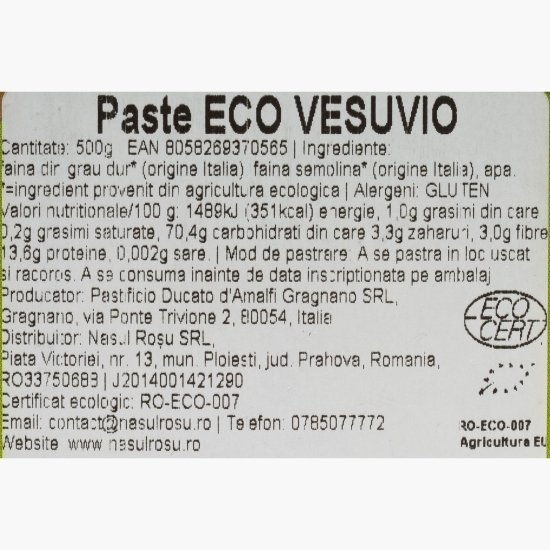 Paste ECO VESUVIO
Cantitate: 500g EAN 8058269370565 | Ingrediente:
faina din grau dur* (origine Italia), faina semolina* (origine Italia), apa.
*=ingredient provenit din agricultura ecologica | Alergeni: GLUTEN
Valori nutritionale/100 g: 1489kJ (351kcal) energie, 1,0g grasimi din care
0,2g grasimi saturate, 70,4g carbohidrati din care 3,3g zaharuri, 3,0g fibre
13,6g proteine, 0,002g sare. | Mod de pastrare: A se pastra in loc uscat
si racoros. A se consuma inainte de data inscriptionata pe ambalaj
Producator: Pastificio Ducato d'Amalfi Gragnano SRL,
Gragnano, via Ponte Trivione 2, 80054, Italia
Distribuitor: Nasul Roșu SRL,
Piata Victoriei, nr. 13, mun. Ploiesti, jud. Prahova, Romania,
RO33750683 | J2014001421290
Certificat ecologic: RO-ECO-007
Email: contact@nasulrosu.ro | Telefon: 0785077772
Website: www.nasulrosu.ro
ECO
CERT
RO-ECO-007
Agricultura EU